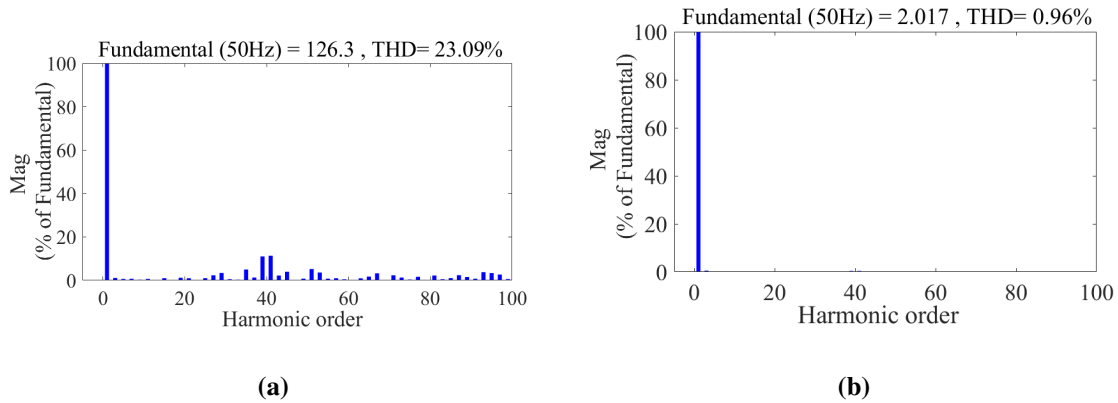 Fundamental (50Hz) = 126.3 , THD= 23.09%
100
80
60
40
20
0
Mag
(% of Fundamental)
0 20 40 60 80 100
Harmonic order
(a)
Fundamental (50Hz) = 2.017 , THD= 0.96%
100
80
60
40
20
0
Mag
(% of Fundamental)
0 20 40 60 80 100
Harmonic order
(b)